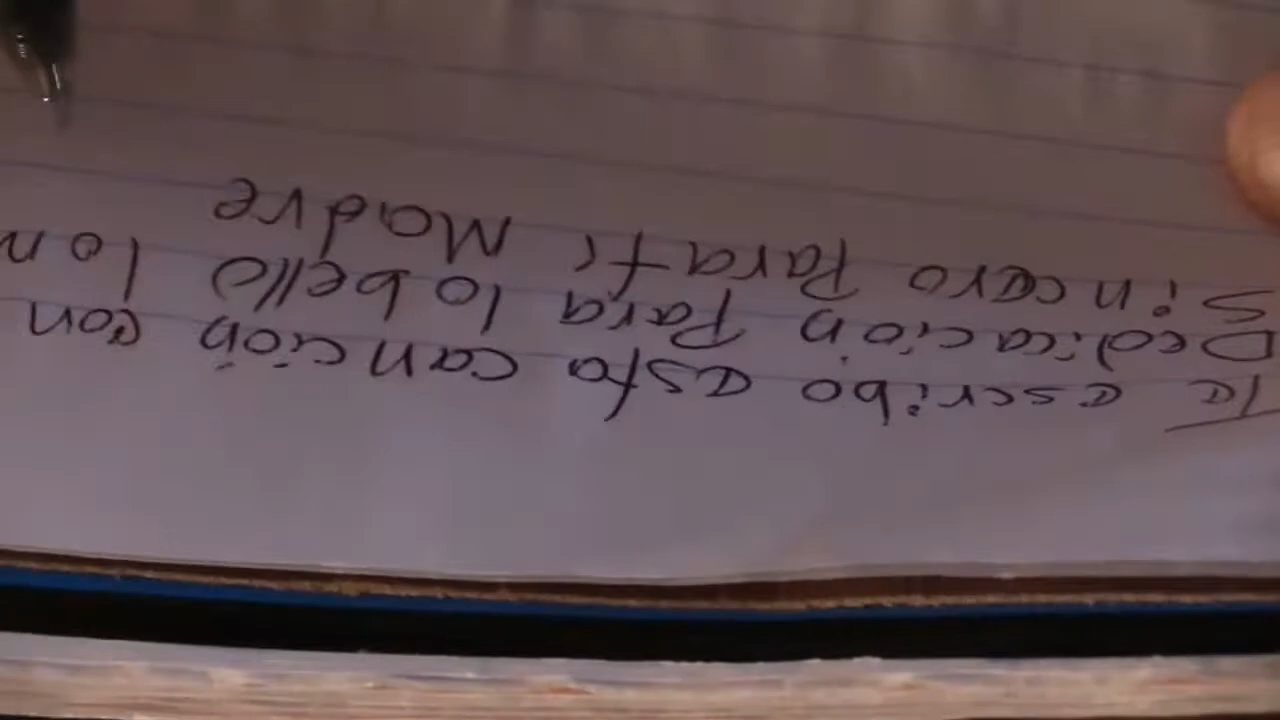 Te escribo esta canción con
Dedicación Para lo bello lo n
Sincero Para ti Madre